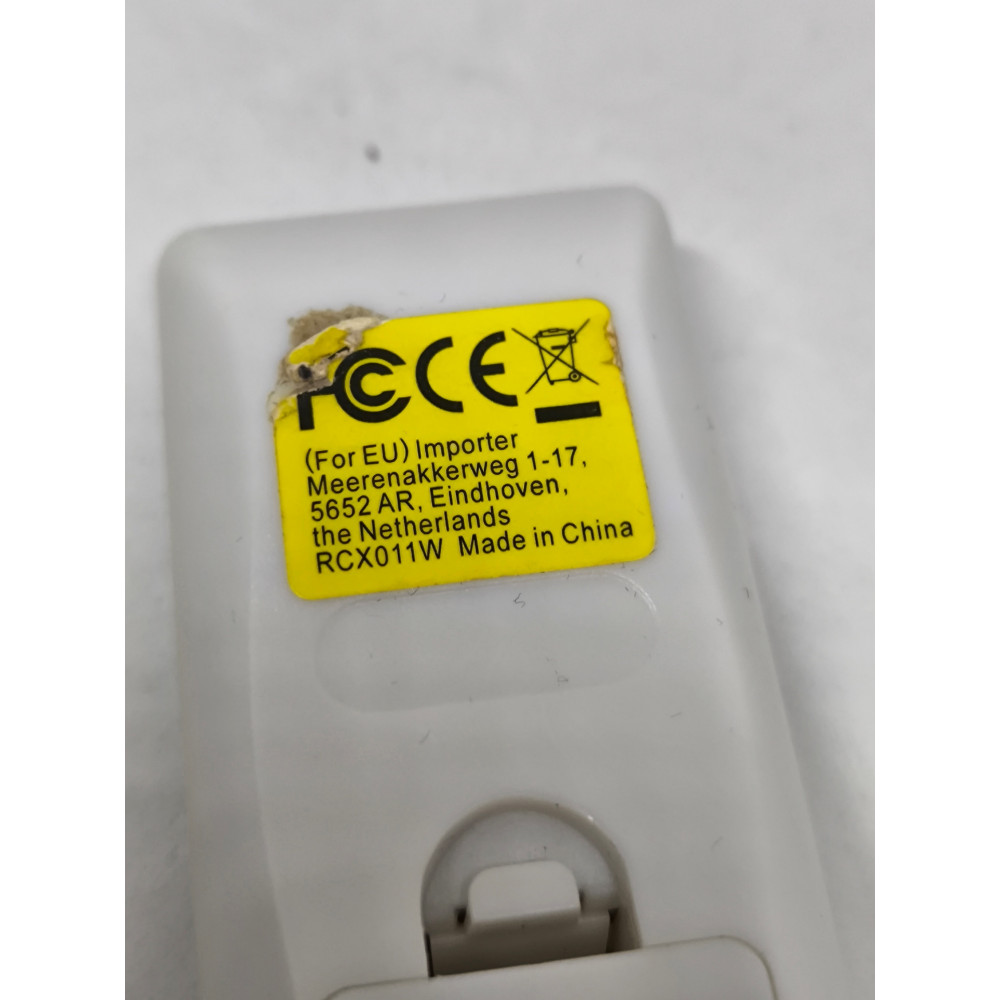 FC CE
(For EU) Importer
Meerenakkerweg 1-17,
5652 AR, Eindhoven,
the Netherlands
RCX011W Made in China